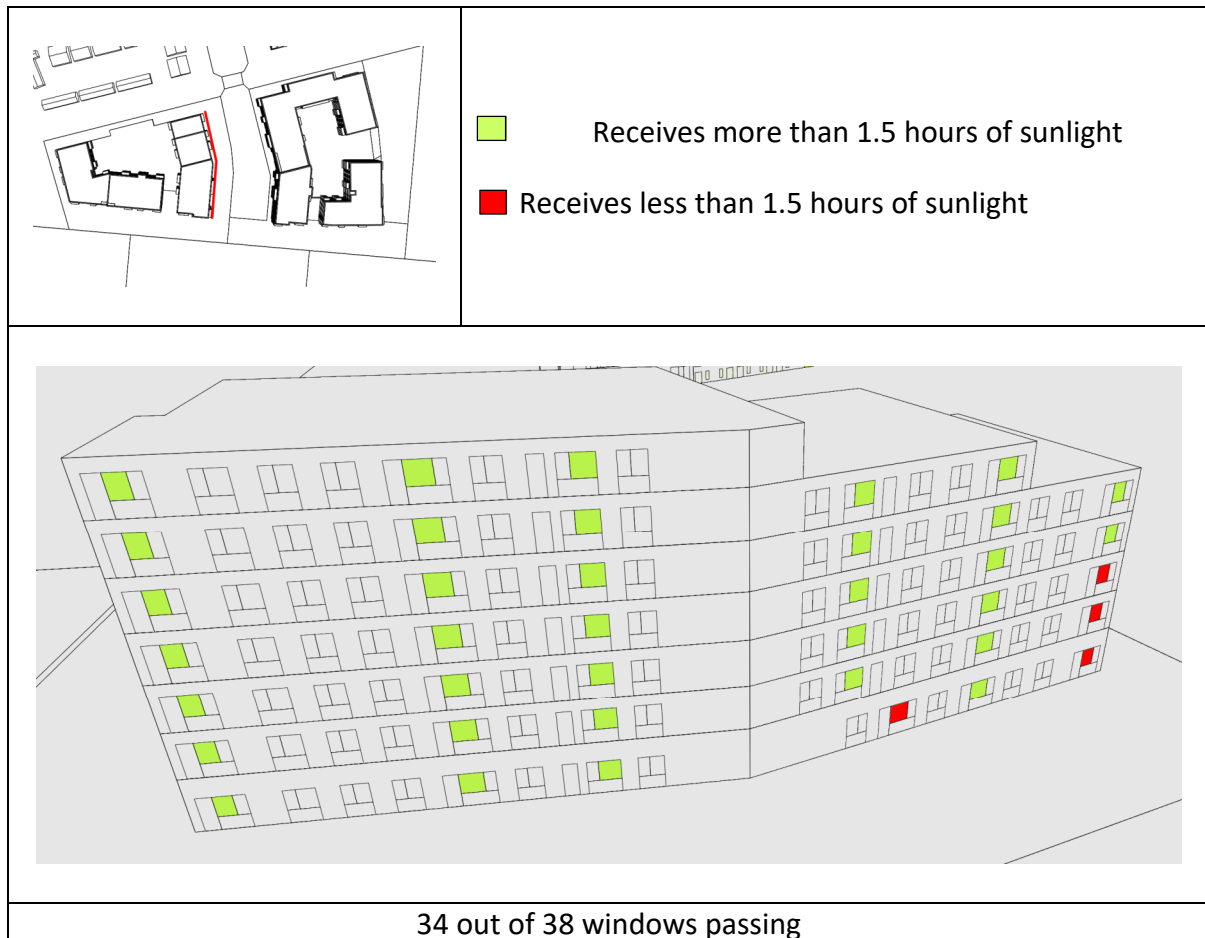 Receives more than 1.5 hours of sunlight
Receives less than 1.5 hours of sunlight
34 out of 38 windows passing